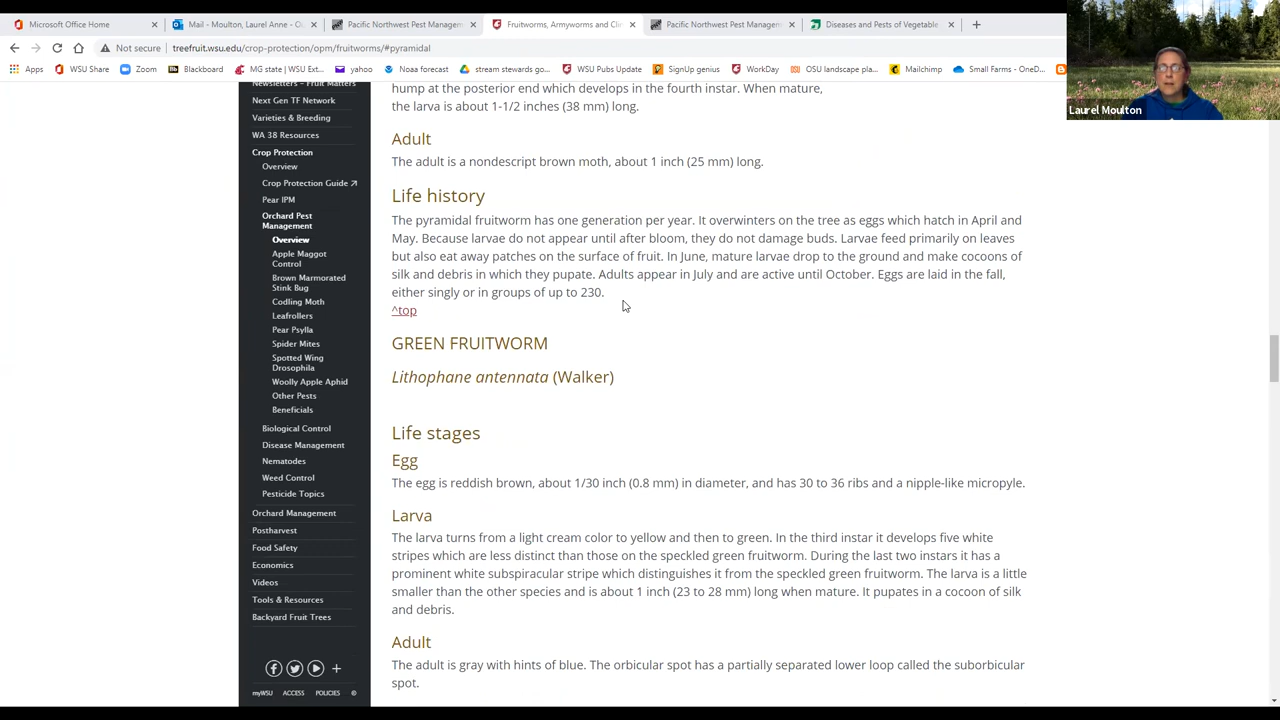 Microsoft Office Home
Mail - Moulton, Laurel Anne - O
Pacific Northwest Pest Managem
Fruitworms, Armyworms and Cli
Pacific Northwest Pest Managem
Diseases and Pests of Vegetable
Not secure treefruit.wsu.edu/crop-protection/opm/fruitworms/#pyramidal
Apps WSU Share Zoom Blackboard MG state | WSU Ext... yahoo Noaa forecast stream stewards go... WSU Pubs Update SignUp genius WorkDay OSU landscape pla... Mailchimp Small Farms - OneD...
Laurel Moulton
Newsletters - Fruit Matters
Next Gen TF Network
Varieties & Breeding
WA 38 Resources
Crop Protection
Overview
Crop Protection Guide
Pear IPM
Orchard Pest
Management
Overview
Apple Maggot
Control
Brown Marmorated
Stink Bug
Codling Moth
Leafrollers
Pear Psylla
Spider Mites
Spotted Wing
Drosophila
Woolly Apple Aphid
Other Pests
Beneficials
Biological Control
Disease Management
Nematodes
Weed Control
Pesticide Topics
Orchard Management
Postharvest
Food Safety
Economics
Videos
Tools & Resources
Backyard Fruit Trees
myWSU ACCESS POLICIES ©
hump at the posterior end which develops in the fourth instar. When mature,
the larva is about 1-1/2 inches (38 mm) long.
Adult
The adult is a nondescript brown moth, about 1 inch (25 mm) long.
Life history
The pyramidal fruitworm has one generation per year. It overwinters on the tree as eggs which hatch in April and
May. Because larvae do not appear until after bloom, they do not damage buds. Larvae feed primarily on leaves
but also eat away patches on the surface of fruit. In June, mature larvae drop to the ground and make cocoons of
silk and debris in which they pupate. Adults appear in July and are active until October. Eggs are laid in the fall,
either singly or in groups of up to 230.
^top
GREEN FRUITWORM
Lithophane antennata (Walker)
Life stages
Egg
The egg is reddish brown, about 1/30 inch (0.8 mm) in diameter, and has 30 to 36 ribs and a nipple-like micropyle.
Larva
The larva turns from a light cream color to yellow and then to green. In the third instar it develops five white
stripes which are less distinct than those on the speckled green fruitworm. During the last two instars it has a
prominent white subspiracular stripe which distinguishes it from the speckled green fruitworm. The larva is a little
smaller than the other species and is about 1 inch (23 to 28 mm) long when mature. It pupates in a cocoon of silk
and debris.
Adult
The adult is gray with hints of blue. The orbicular spot has a partially separated lower loop called the suborbicular
spot.